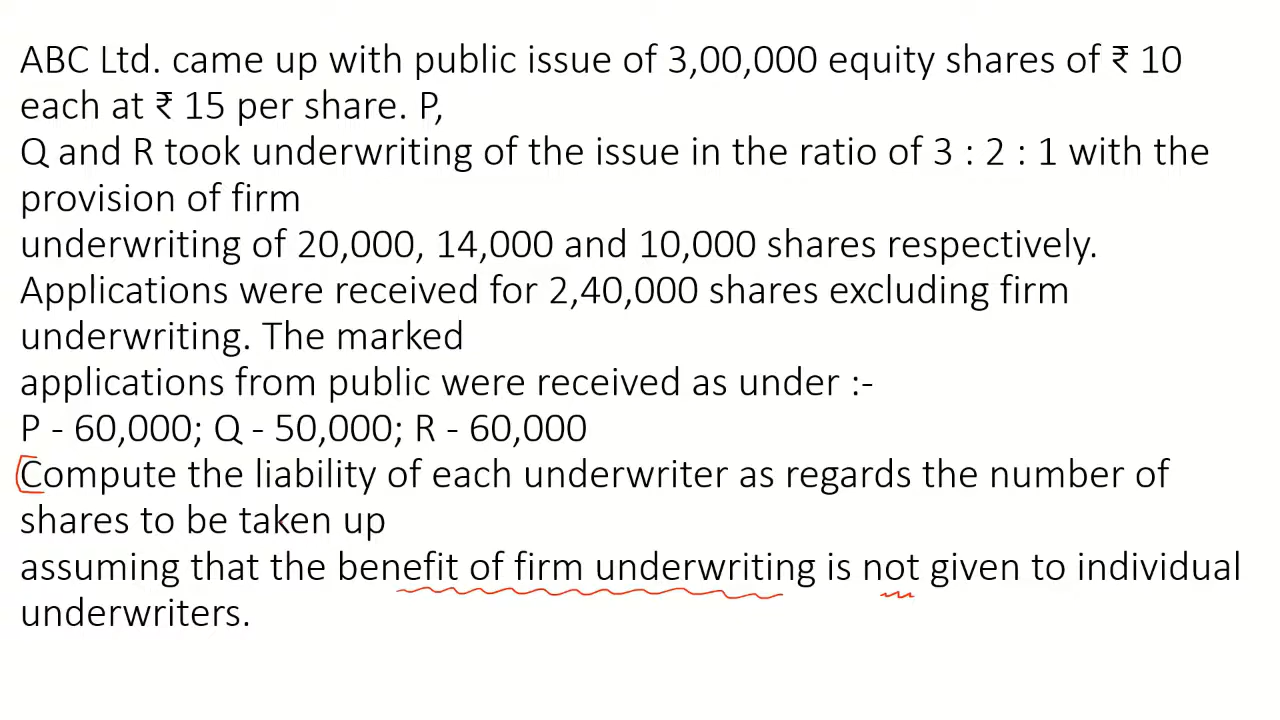 ABC Ltd. came up with public issue of 3,00,000 equity shares of ₹ 10
each at ₹ 15 per share. P,
Q and R took underwriting of the issue in the ratio of 3 : 2 : 1 with the
provision of firm
underwriting of 20,000, 14,000 and 10,000 shares respectively.
Applications were received for 2,40,000 shares excluding firm
underwriting. The marked
applications from public were received as under :-
P - 60,000; Q - 50,000; R - 60,000
Compute the liability of each underwriter as regards the number of
shares to be taken up
assuming that the benefit of firm underwriting is not given to individual
underwriters.